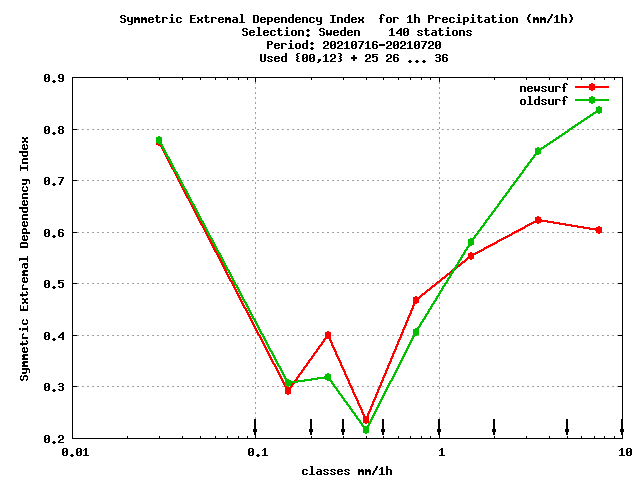 Symmetric Extremal Dependency Index  for 1h Precipitation (mm/1h)
Selection: Sweden    140 stations
Period: 20210716-20210720
Used {00,12} + 25 26 ... 36
newsurf
oldsurf
0.9
0.8
0.7
0.6
0.5
0.4
0.3
0.2
Symmetric Extremal Dependency Index
0.01 0.1 1 10
classes mm/1h